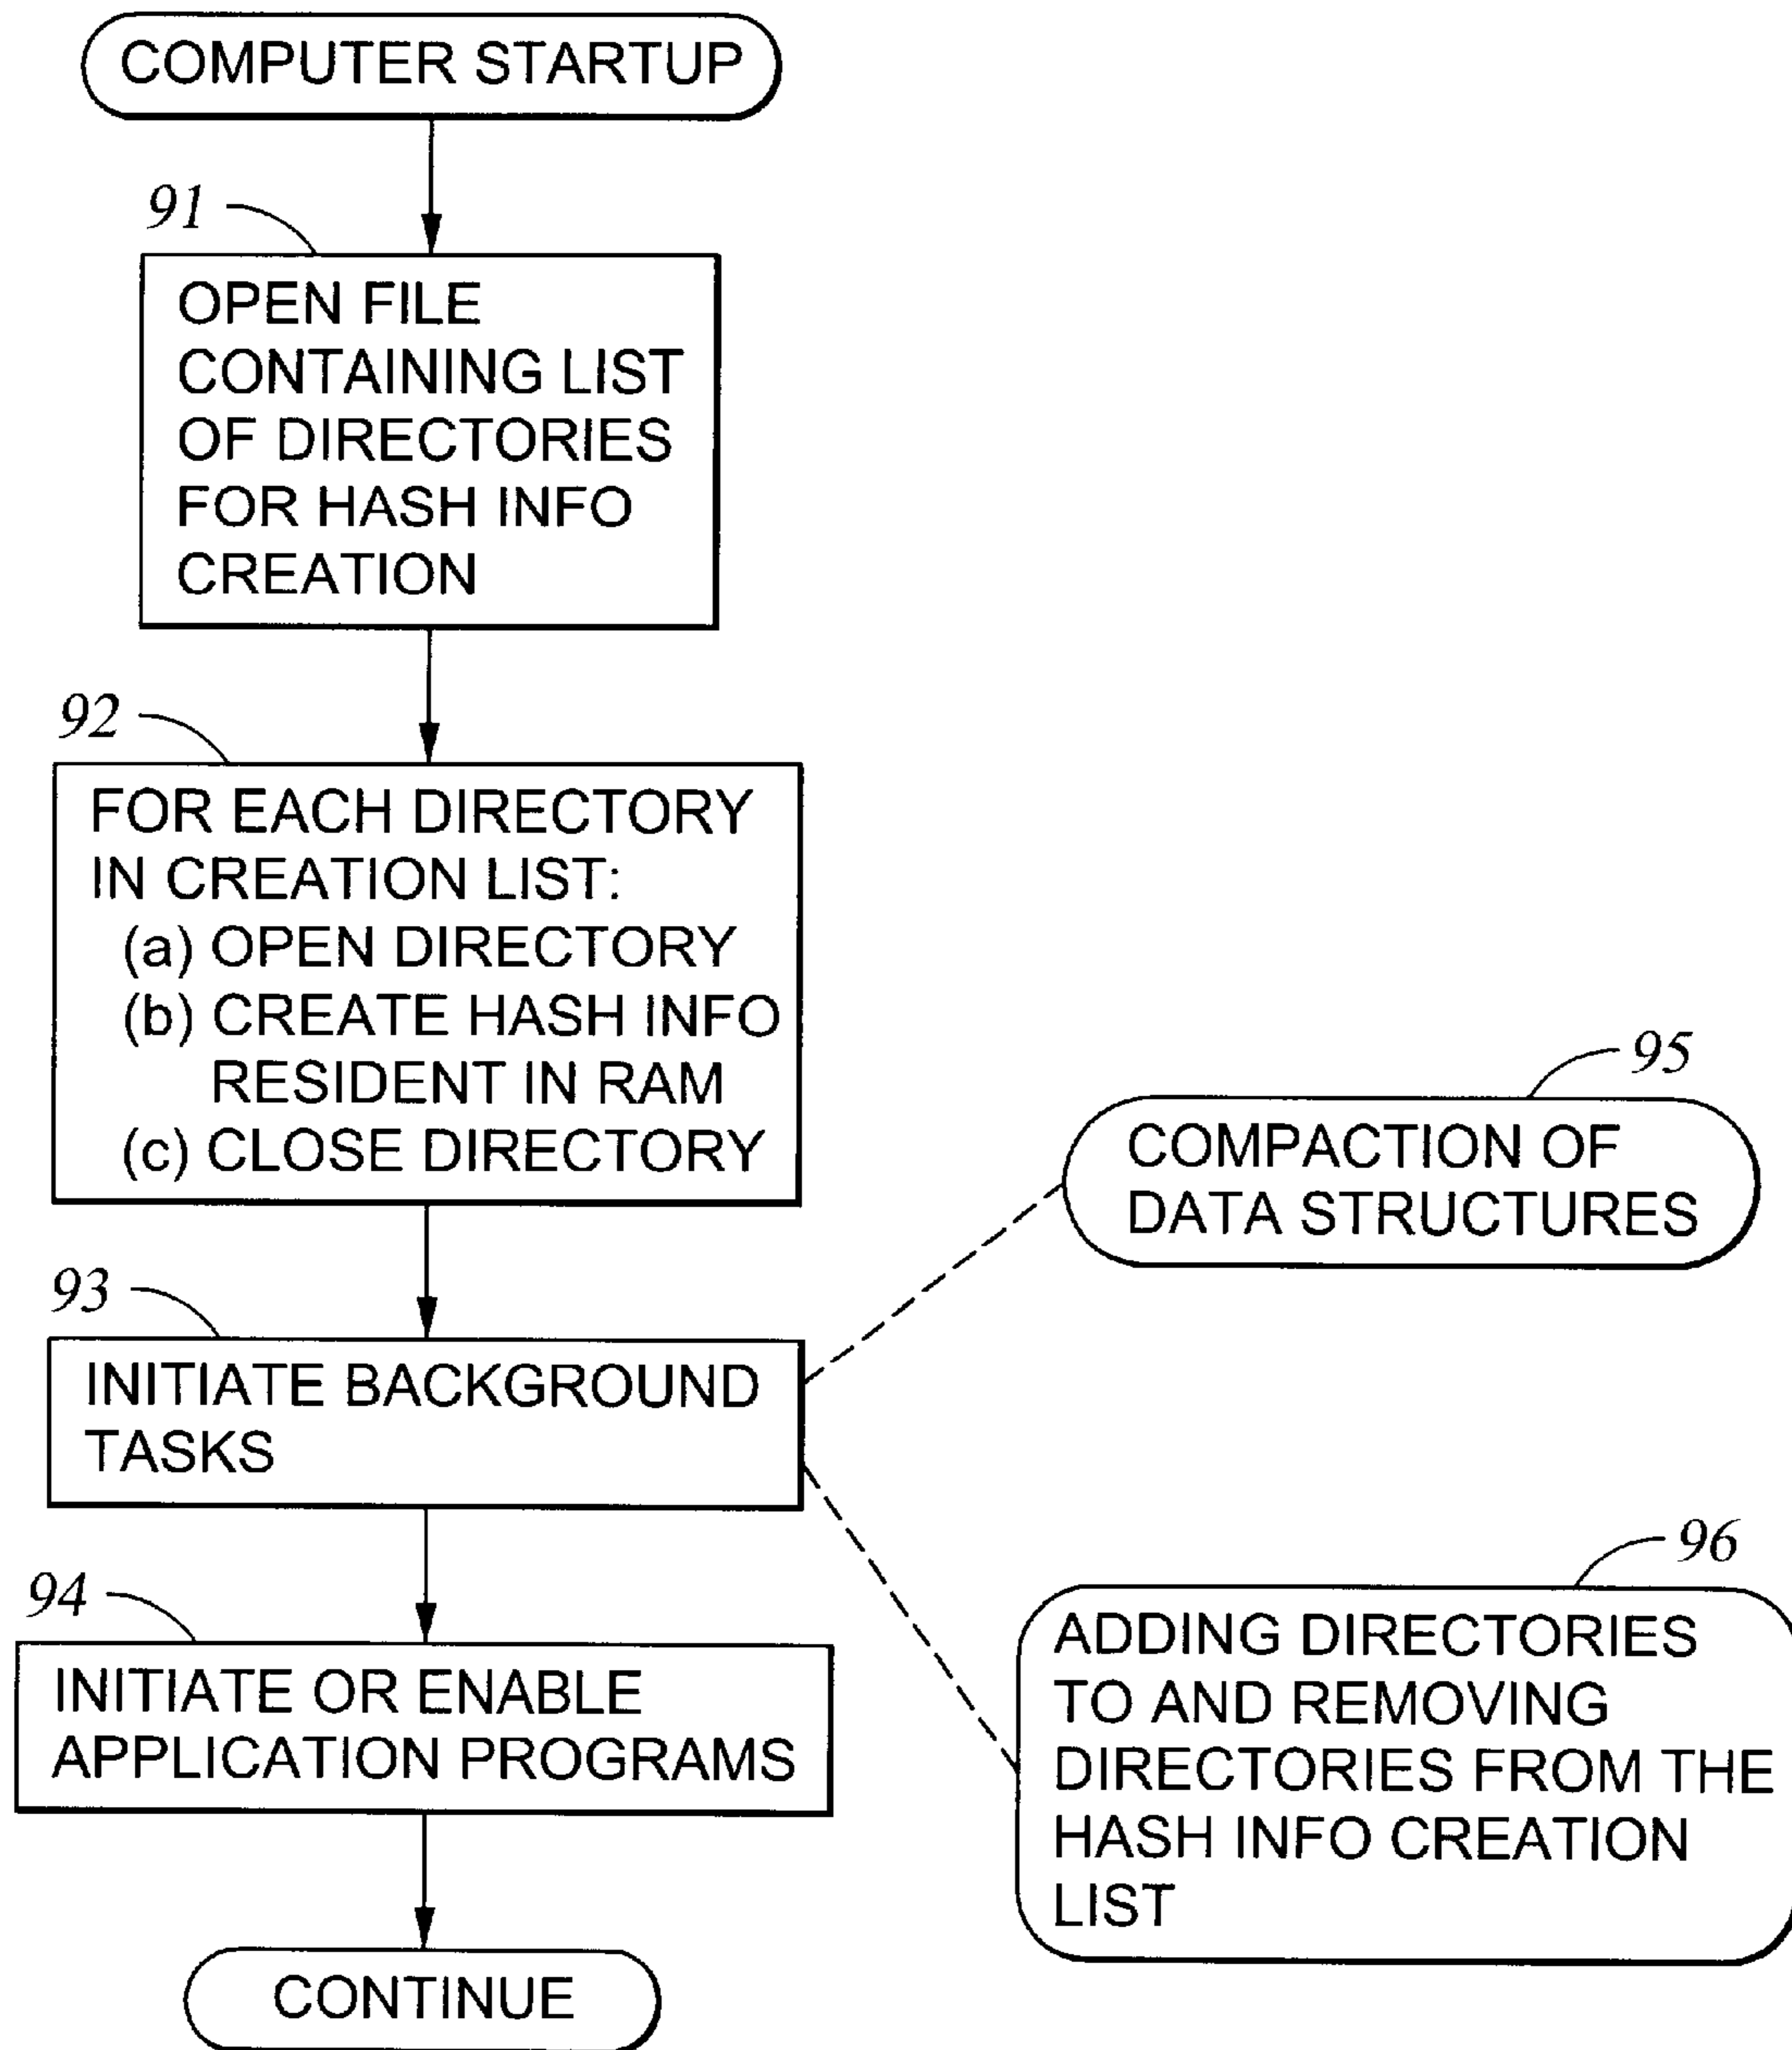 COMPUTER STARTUP
91
OPEN FILE
CONTAINING LIST
OF DIRECTORIES
FOR HASH INFO
CREATION
92
FOR EACH DIRECTORY
IN CREATION LIST:
(a) OPEN DIRECTORY
(b) CREATE HASH INFO
RESIDENT IN RAM
(c) CLOSE DIRECTORY
93
INITIATE BACKGROUND
TASKS
95
COMPACTION OF
DATA STRUCTURES
96
ADDING DIRECTORIES
TO AND REMOVING
DIRECTORIES FROM THE
HASH INFO CREATION
LIST
94
INITIATE OR ENABLE
APPLICATION PROGRAMS
CONTINUE